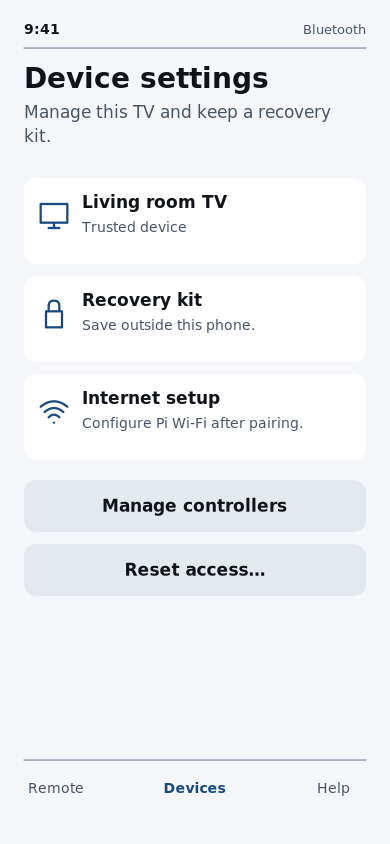 9:41
Bluetooth
Device settings
Manage this TV and keep a recovery
kit.
Living room TV
Trusted device
Recovery kit
Save outside this phone.
Internet setup
Configure Pi Wi-Fi after pairing.
Manage controllers
Reset access…
Remote
Devices
Help